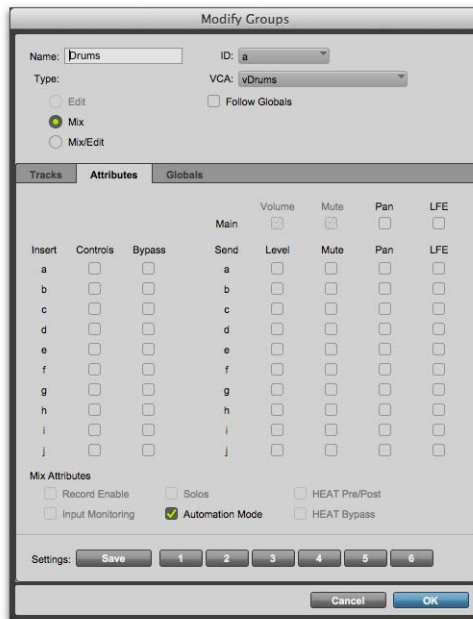 Modify Groups
Name: Drums ID: a
Type: VCA: vDrums
Edit Follow Globals
Mix
Mix/Edit
Tracks Attributes Globals
Volume Mute Pan LFE
Main
Insert Controls Bypass Send Level Mute Pan LFE
a a
b b
c c
d d
e e
f f
g g
h h
i i
j j
Mix Attributes
Record Enable Solos HEAT Pre/Post
Input Monitoring Automation Mode HEAT Bypass
Settings: Save 1 2 3 4 5 6
Cancel OK